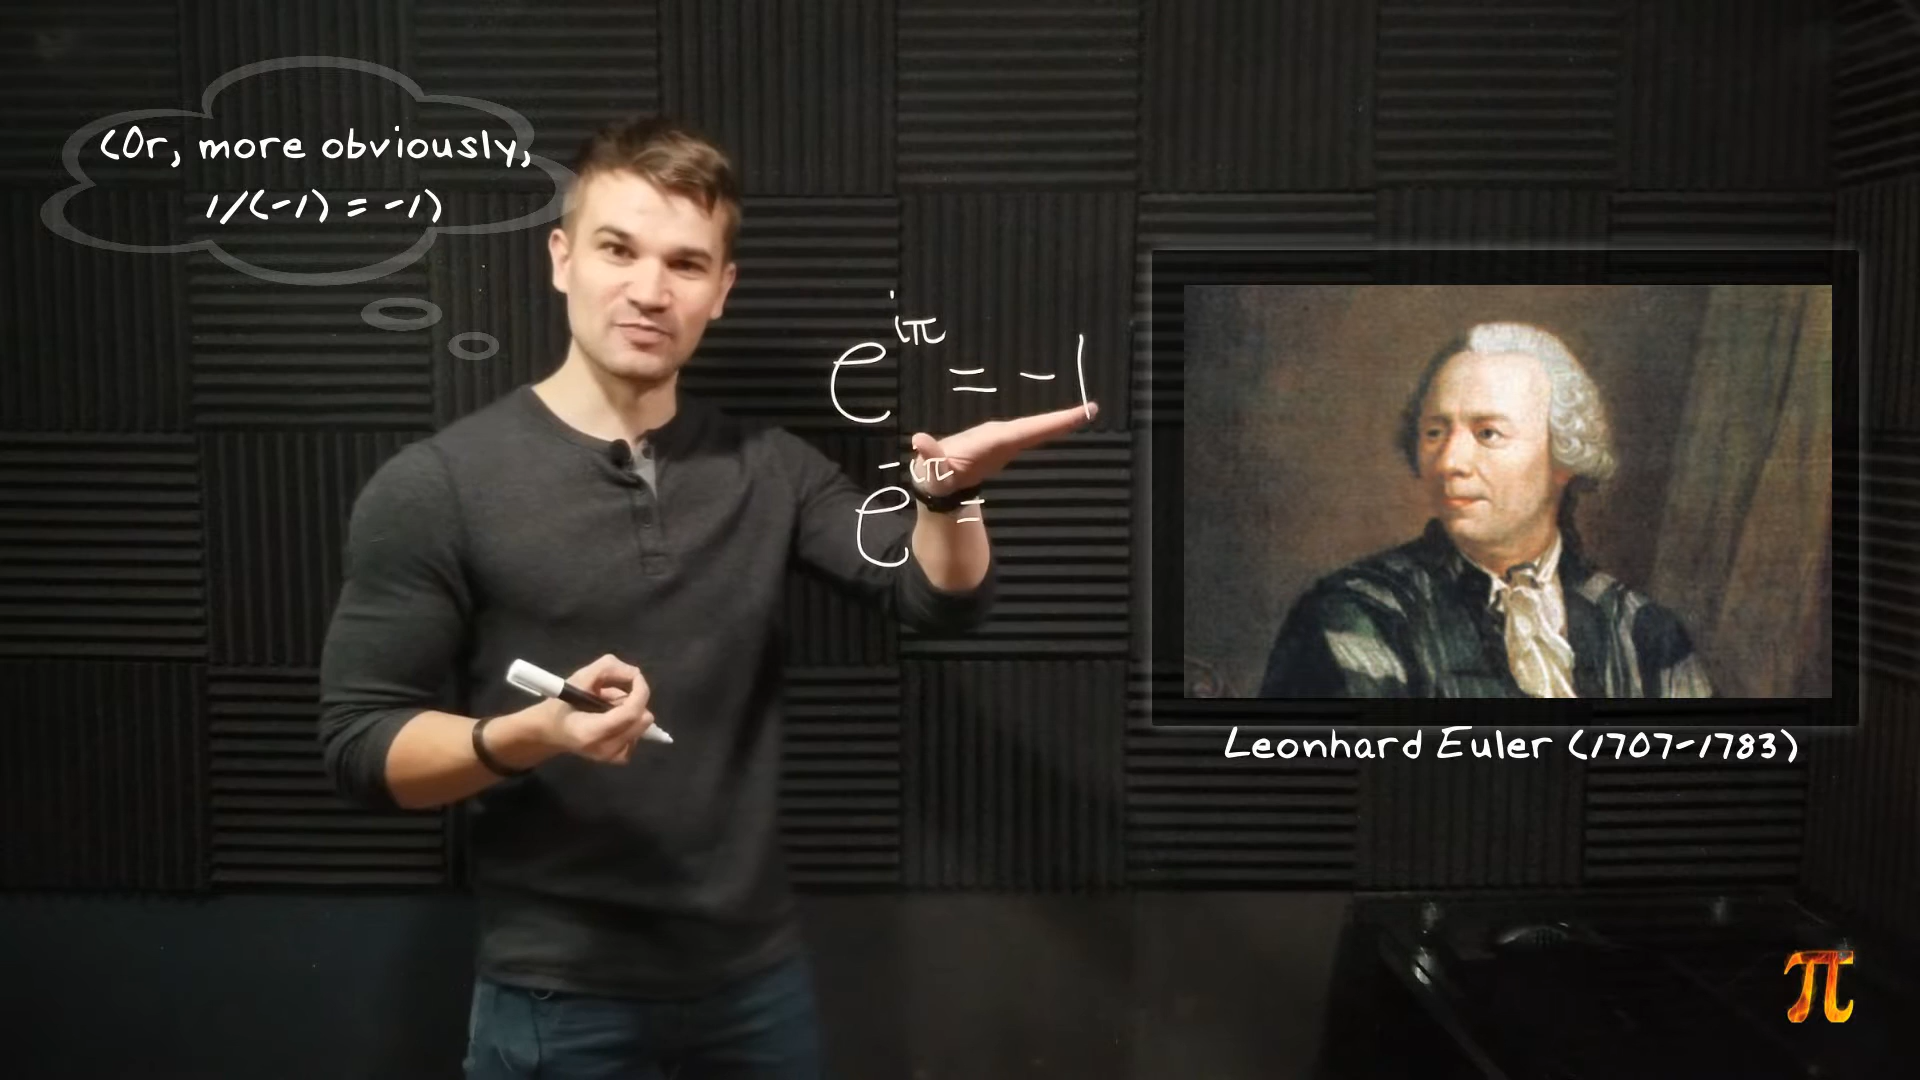 (Or, more obviously,
1/(-1) = -1)
e^{iπ} = -1
e^{-iπ} =
Leonhard Euler (1707-1783)
π